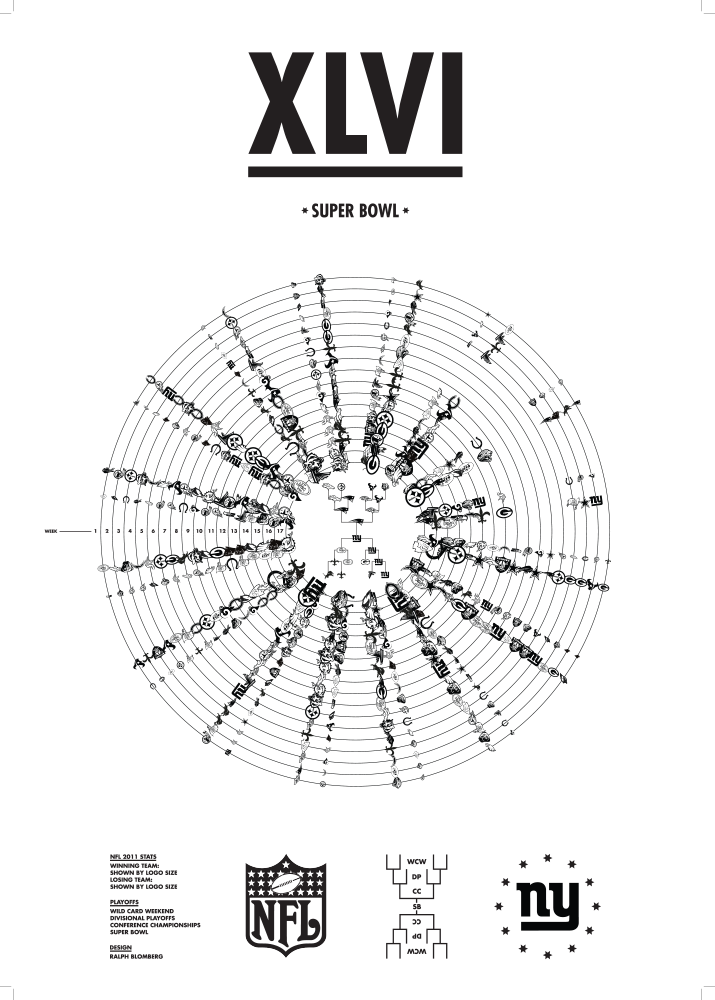 XLVI
* SUPER BOWL *
WEEK 1 2 3 4 5 6 7 8 9 10 11 12 13 14 15 16 17
NFL 2011 STATS
WINNING TEAM:
SHOWN BY LOGO SIZE
LOSING TEAM:
SHOWN BY LOGO SIZE
PLAYOFFS
WILD CARD WEEKEND
DIVISIONAL PLAYOFFS
CONFERENCE CHAMPIONSHIPS
SUPER BOWL
DESIGN
RALPH BLOMBERG
NFL
WCW
DP
CC
SB
CC
DP
WCW
ny